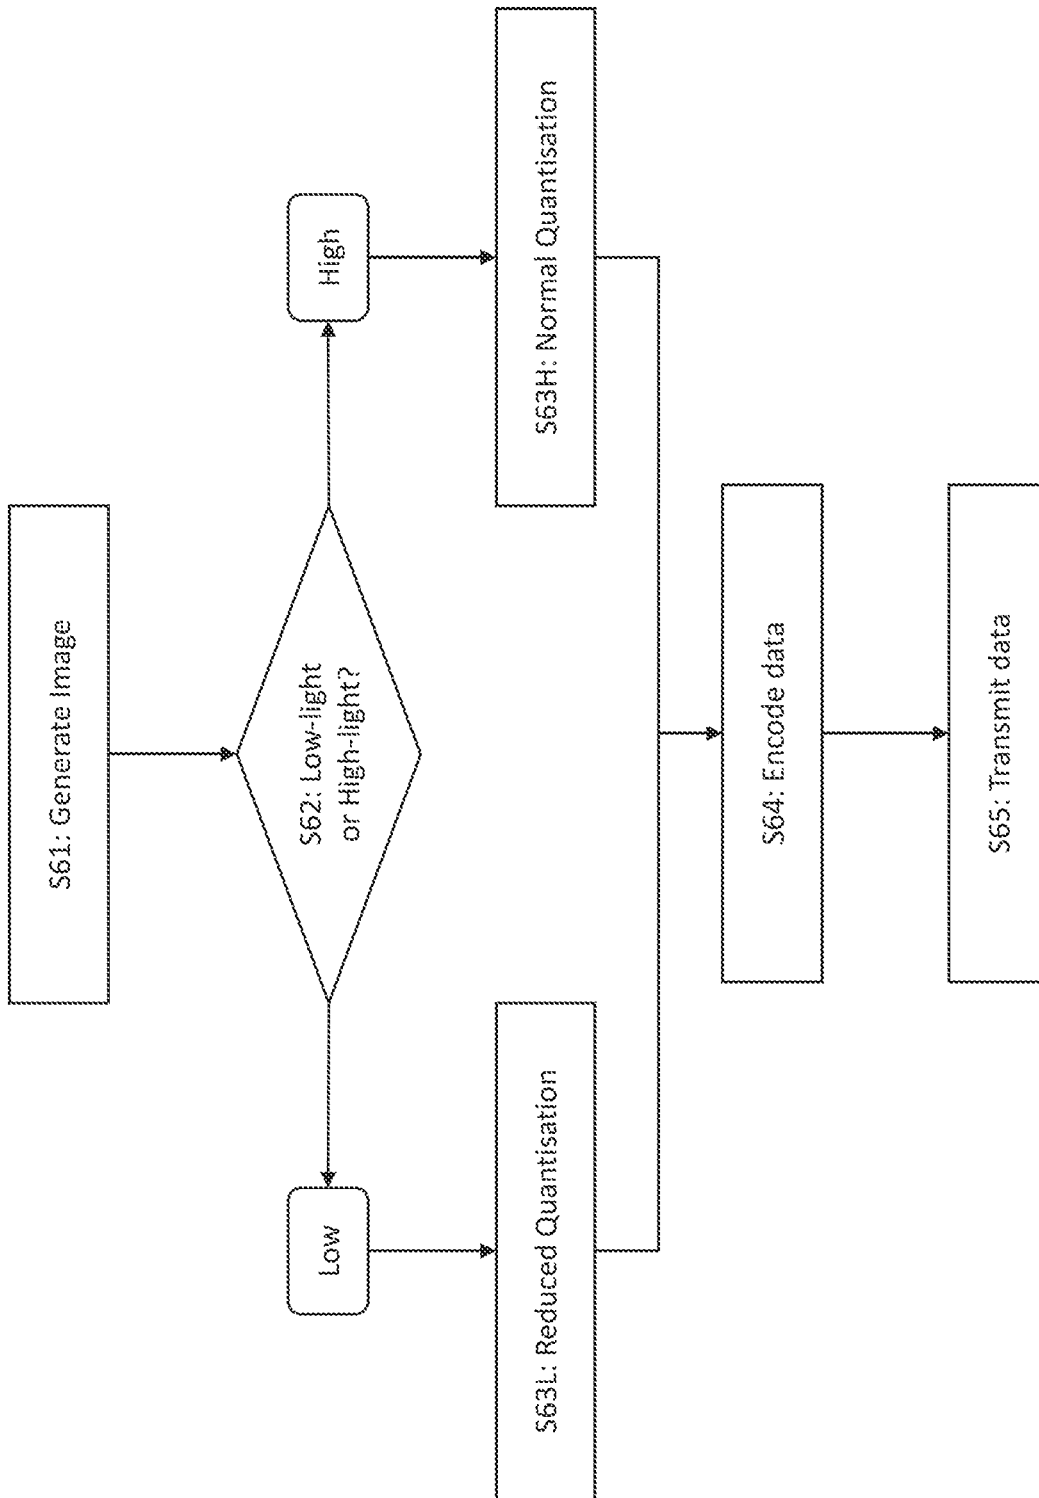 S61: Generate Image
S62: Low-light
or High-light?
Low
High
S63L: Reduced Quantisation
S63H: Normal Quantisation
S64: Encode data
S65: Transmit data